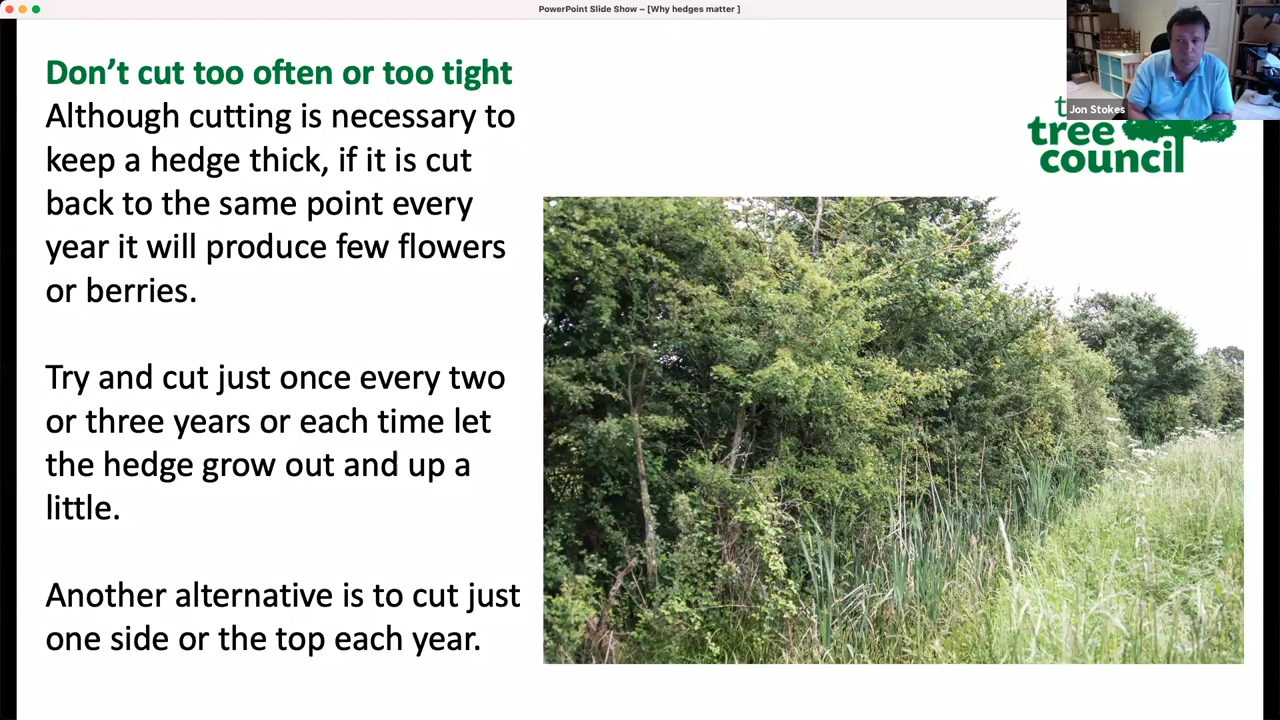 PowerPoint Slide Show – [Why hedges matter ]
Don’t cut too often or too tight
Although cutting is necessary to
keep a hedge thick, if it is cut
back to the same point every
year it will produce few flowers
or berries.
Try and cut just once every two
or three years or each time let
the hedge grow out and up a
little.
Another alternative is to cut just
one side or the top each year.
Jon Stokes
tree
council